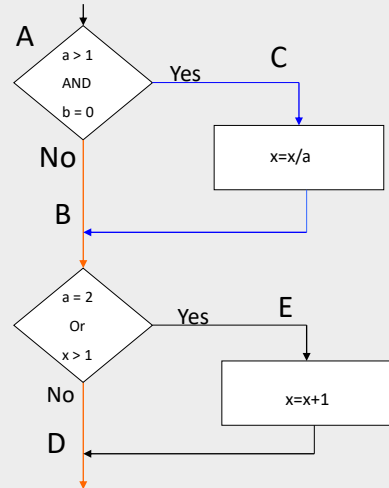 A
a > 1
AND
b = 0
Yes
C
x=x/a
No
B
a = 2
Or
x > 1
Yes
E
x=x+1
No
D